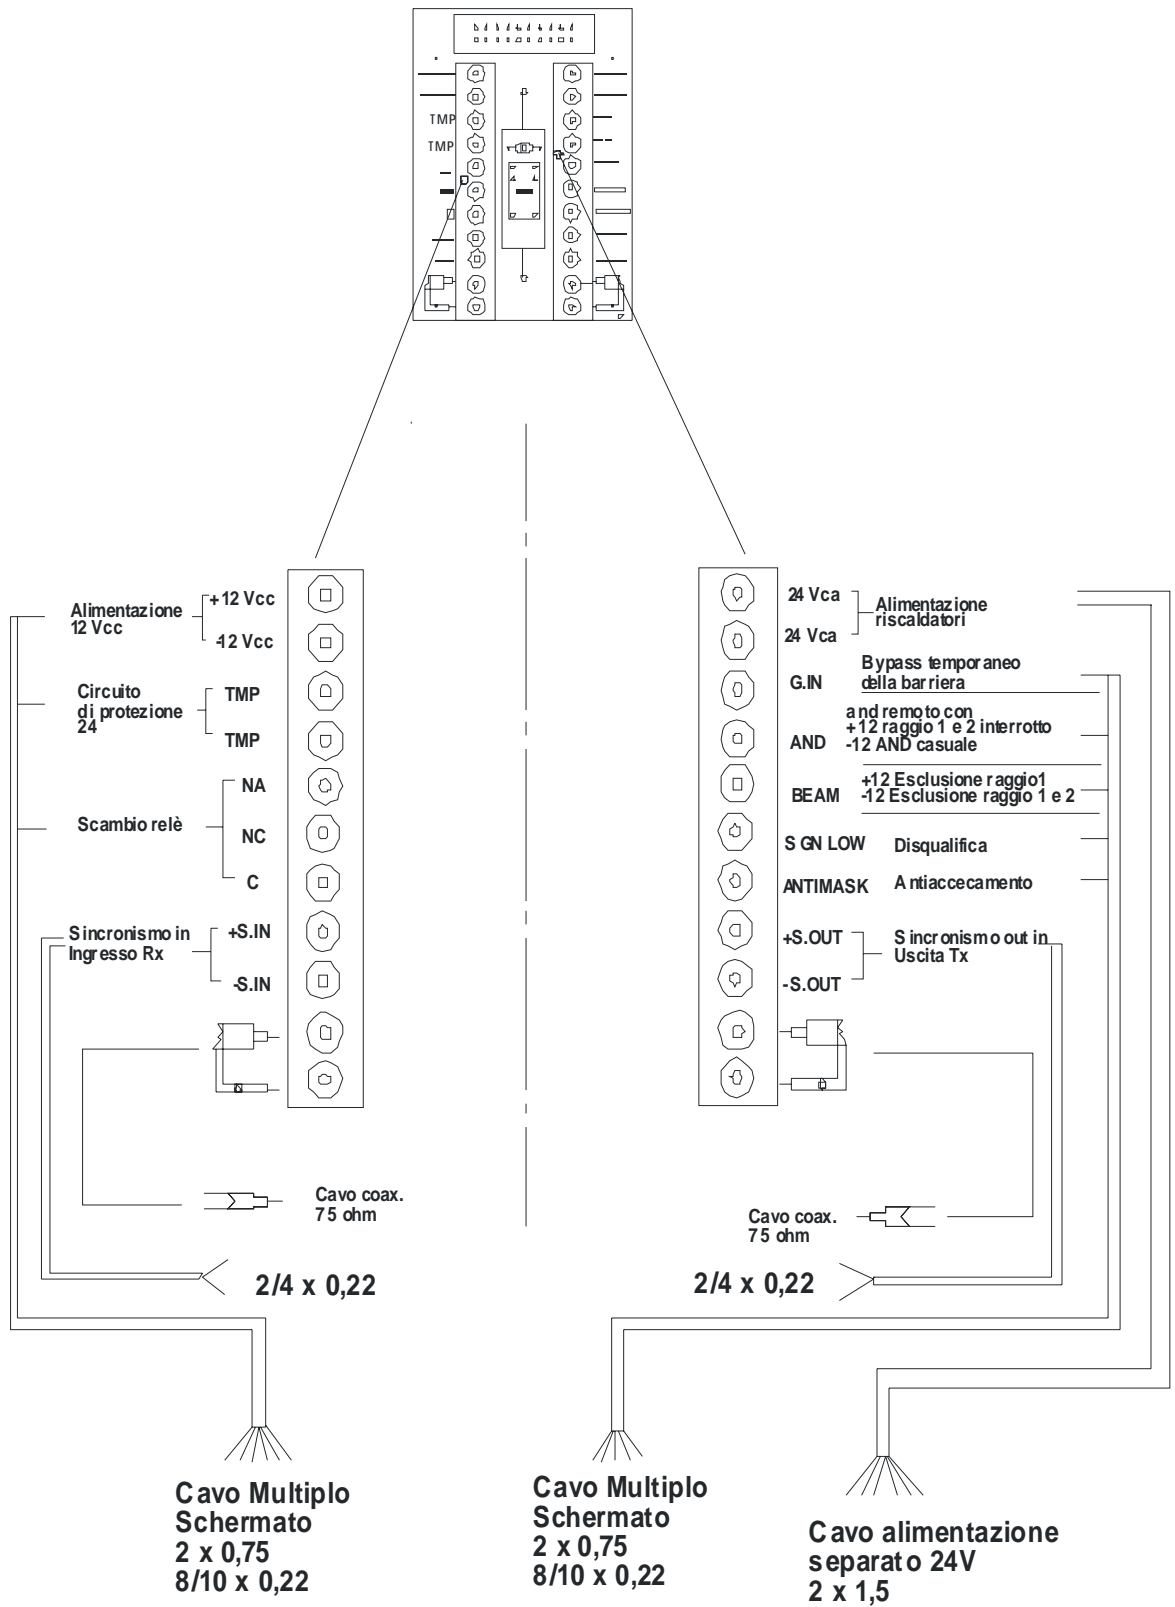 TMP
TMP
Alimentazione
12 Vcc
+12 Vcc
-12 Vcc
Circuito
di protezione
24
TMP
TMP
Scambio relè
NA
NC
C
Sincronismo in
Ingresso Rx
+S.IN
-S.IN
Cavo coax.
75 ohm
2/4 x 0,22
Cavo Multiplo
Schermato
2 x 0,75
8/10 x 0,22
24 Vca
24 Vca
Alimentazione
riscaldatori
G.IN
Bypass temporaneo
della barriera
AND
and remoto con
+12 raggio 1 e 2 interrotto
-12 AND casuale
BEAM
+12 Esclusione raggio1
-12 Esclusione raggio 1 e 2
SGN LOW
Disqualifica
ANTIMASK
Antiaccecamento
+S.OUT
-S.OUT
Sincronismo out in
Uscita Tx
Cavo coax.
75 ohm
2/4 x 0,22
Cavo Multiplo
Schermato
2 x 0,75
8/10 x 0,22
Cavo alimentazione
separato 24V
2 x 1,5